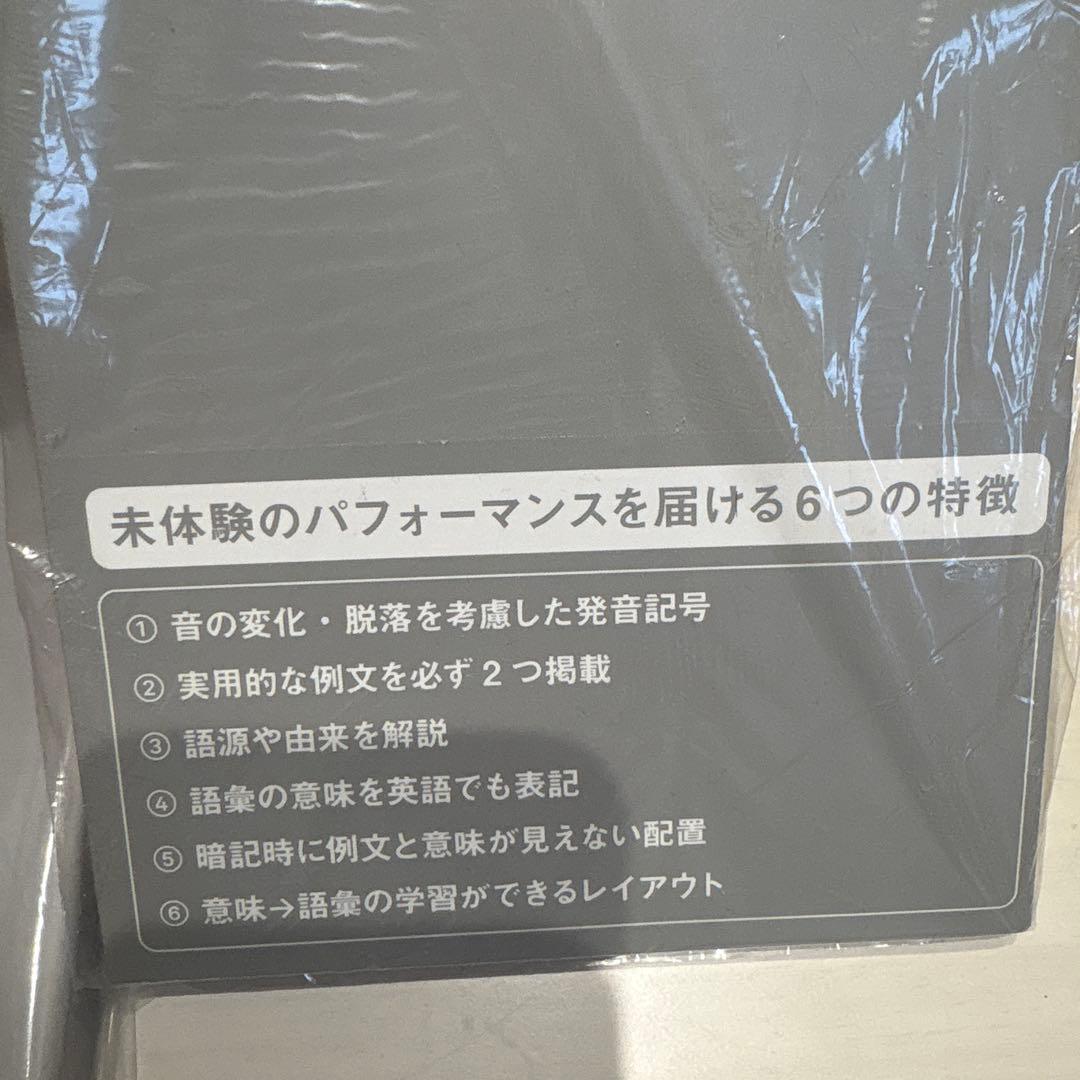 未体験のパフォーマンスを届ける6つの特徴
① 音の変化・脱落を考慮した発音記号
② 実用的な例文を必ず2つ掲載
③ 語源や由来を解説
④ 語彙の意味を英語でも表記
⑤ 暗記時に例文と意味が見えない配置
⑥ 意味→語彙の学習ができるレイアウト